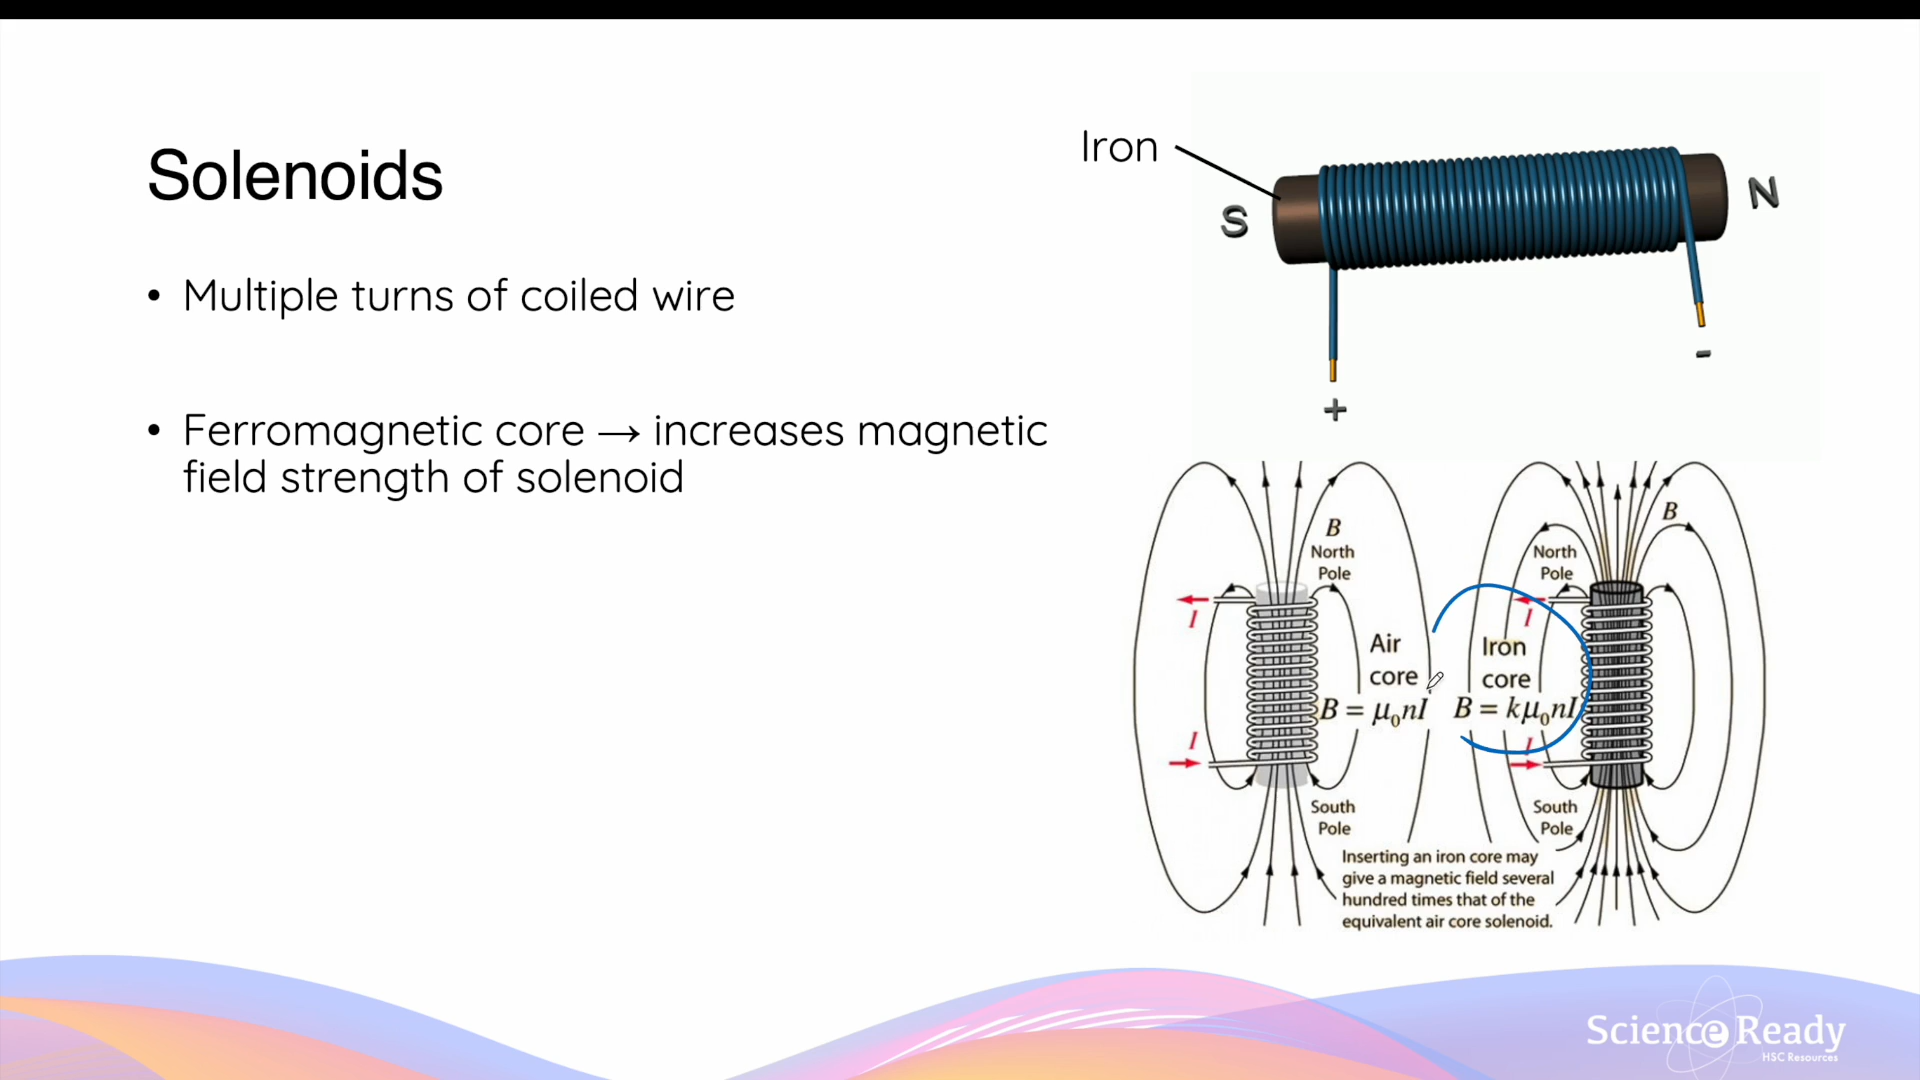 Solenoids
• Multiple turns of coiled wire
• Ferromagnetic core → increases magnetic
field strength of solenoid
Iron
S
N
+
-
B
North
Pole
I
Air
core
B = μ₀nI
I
South
Pole
B
North
Pole
I
Iron
core
B = kμ₀nI
I
South
Pole
Inserting an iron core may
give a magnetic field several
hundred times that of the
equivalent air core solenoid.
Science Ready
HSC Resources